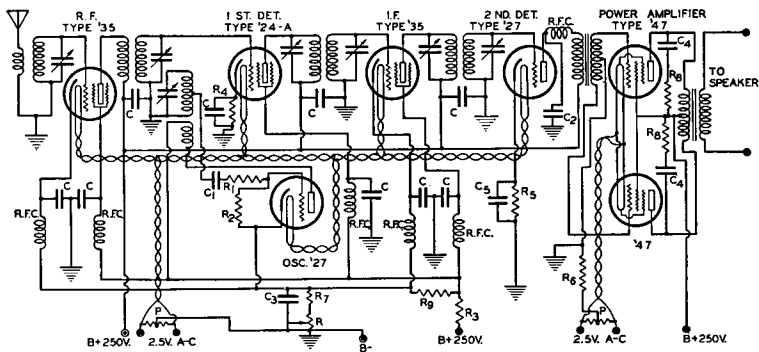 R.F.
TYPE '35
1 ST. DET.
TYPE '24-A
I.F.
TYPE '35
2 ND. DET.
TYPE '27
R.F.C.
POWER AMPLIFIER
TYPE '47
C4
R8
TO
SPEAKER
C
C
R4
C
C
C
C2
R8
C4
C1
R1
R2
C
C5
R5
C
C
R.F.C.
R.F.C.
R.F.C.
C
C
R.F.C.
R.F.C.
OSC. '27
'47
R6
C3
R7
R9
R3
P
R
P
B+250V.
2.5V. A-C
B-
B+250V.
2.5V. A-C
B+250V.